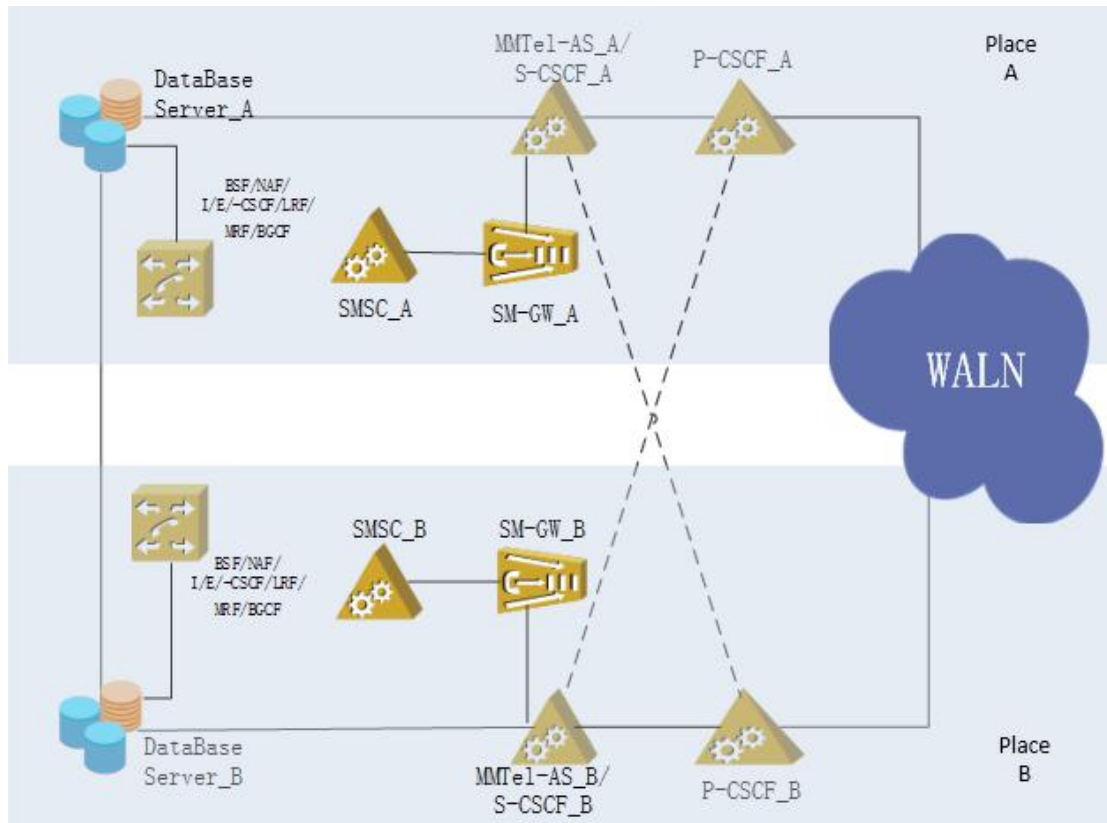 MMTel-AS_A/
S-CSCF_A
P-CSCF_A
Place
A
DataBase
Server_A
BSF/NAF/
I/E/-CSCF/LRF/
MRF/BGCF
SMSC_A
SM-GW_A
WALN
P
SMSC_B
SM-GW_B
BSF/NAF/
I/E/-CSCF/LRF/
MRF/BGCF
DataBase
Server_B
MMTel-AS_B/
S-CSCF_B
P-CSCF_B
Place
B